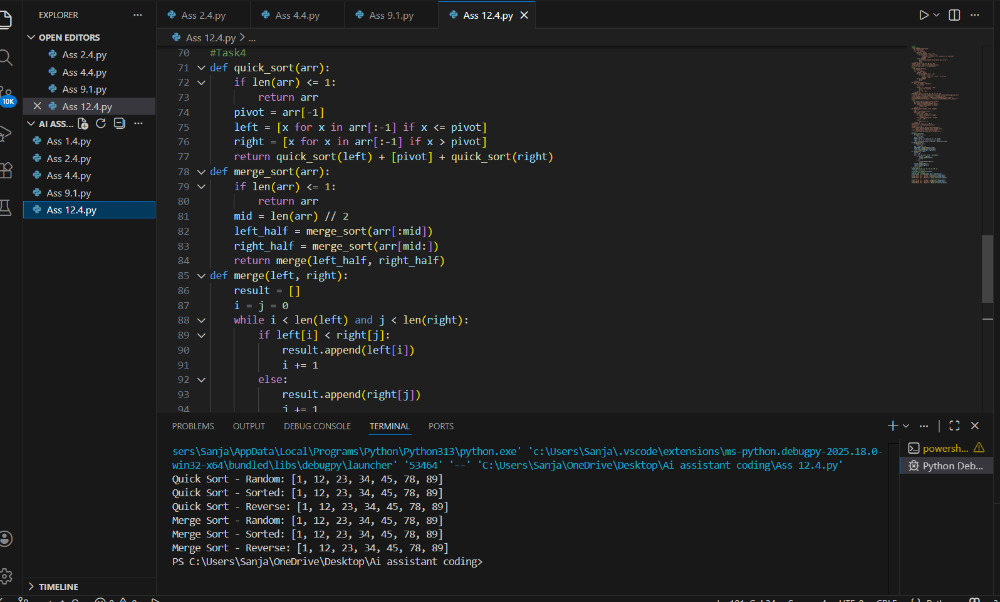 EXPLORER
OPEN EDITORS
Ass 2.4.py
Ass 4.4.py
Ass 9.1.py
Ass 12.4.py
AI ASS...
Ass 1.4.py
Ass 2.4.py
Ass 4.4.py
Ass 9.1.py
Ass 12.4.py
TIMELINE
10K
Ass 2.4.py
Ass 4.4.py
Ass 9.1.py
Ass 12.4.py
Ass 12.4.py > ...
70 #Task4
71 def quick_sort(arr):
72     if len(arr) <= 1:
73         return arr
74     pivot = arr[-1]
75     left = [x for x in arr[:-1] if x <= pivot]
76     right = [x for x in arr[:-1] if x > pivot]
77     return quick_sort(left) + [pivot] + quick_sort(right)
78 def merge_sort(arr):
79     if len(arr) <= 1:
80         return arr
81     mid = len(arr) // 2
82     left_half = merge_sort(arr[:mid])
83     right_half = merge_sort(arr[mid:])
84     return merge(left_half, right_half)
85 def merge(left, right):
86     result = []
87     i = j = 0
88     while i < len(left) and j < len(right):
89         if left[i] < right[j]:
90             result.append(left[i])
91             i += 1
92         else:
93             result.append(right[j])
94             j += 1
PROBLEMS OUTPUT DEBUG CONSOLE TERMINAL PORTS
sers\Sanja\AppData\Local\Programs\Python\Python313\python.exe' 'c:\Users\Sanja\.vscode\extensions\ms-python.debugpy-2025.18.0-
win32-x64\bundled\libs\debugpy\launcher' '53464' '--' 'C:\Users\Sanja\OneDrive\Desktop\Ai assistant coding\Ass 12.4.py'
Quick Sort - Random: [1, 12, 23, 34, 45, 78, 89]
Quick Sort - Sorted: [1, 12, 23, 34, 45, 78, 89]
Quick Sort - Reverse: [1, 12, 23, 34, 45, 78, 89]
Merge Sort - Random: [1, 12, 23, 34, 45, 78, 89]
Merge Sort - Sorted: [1, 12, 23, 34, 45, 78, 89]
Merge Sort - Reverse: [1, 12, 23, 34, 45, 78, 89]
PS C:\Users\Sanja\OneDrive\Desktop\Ai assistant coding>
powersh...
Python Deb...